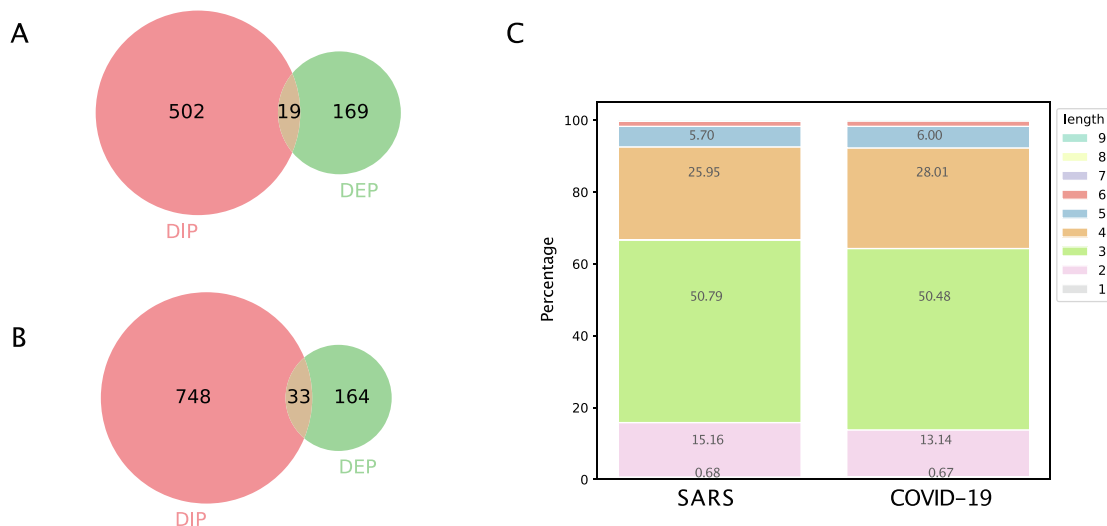 A
502
19
169
DIP
DEP
B
748
33
164
DIP
DEP
C
Percentage
100
80
60
40
20
0
5.70
25.95
50.79
15.16
0.68
6.00
28.01
50.48
13.14
0.67
SARS
COVID-19
length
9
8
7
6
5
4
3
2
1